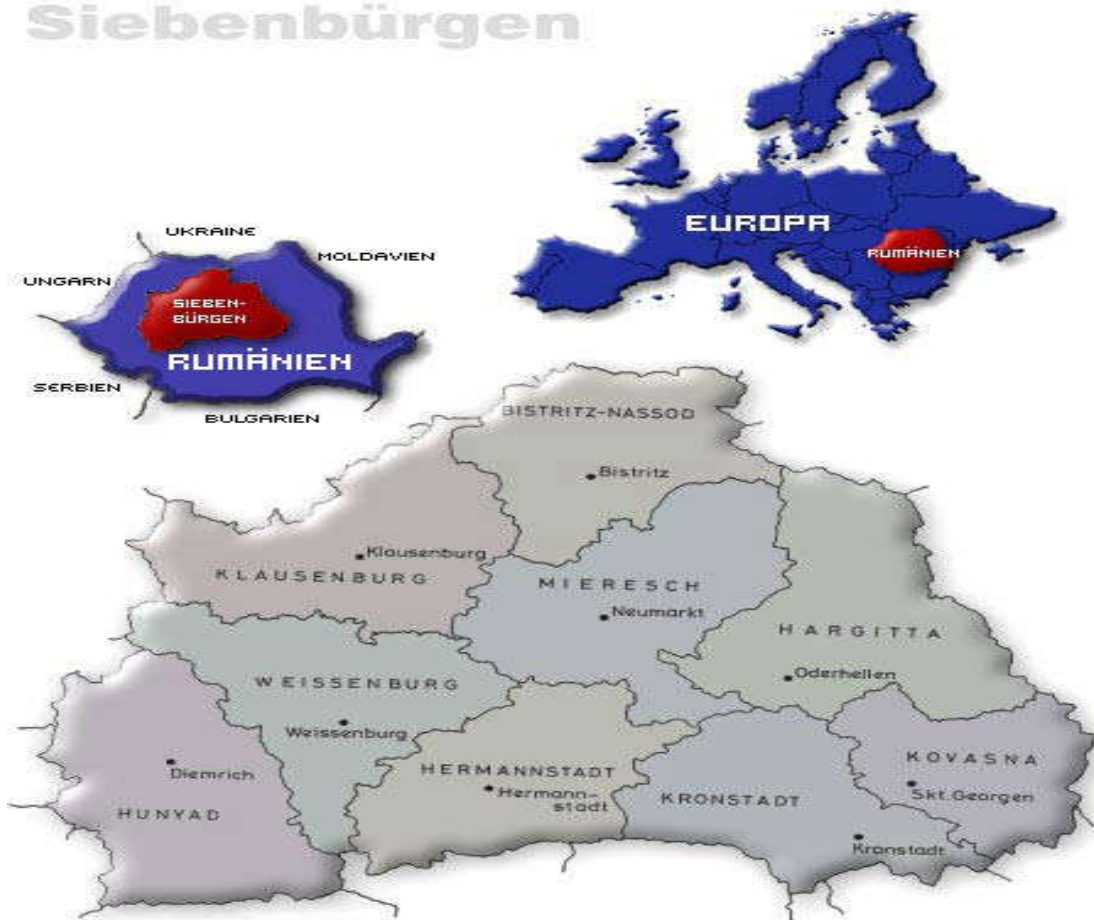 Siebenbürgen
EUROPA
RUMÄNIEN
UKRAINE
MOLDAVIEN
UNGARN
SIEBEN-
BÜRGEN
RUMÄNIEN
SERBIEN
BULGARIEN
BISTRITZ-NASSOD
Bistritz
Klausenburg
KLAUSENBURG
MIERESCH
Neumarkt
HARGITTA
Oderhellen
WEISSENBURG
Weissenburg
Diemrich
HUNYAD
HERMANNSTADT
Hermann-
stadt
KRONSTADT
Kronstadt
KOVASNA
Skt.Georgen